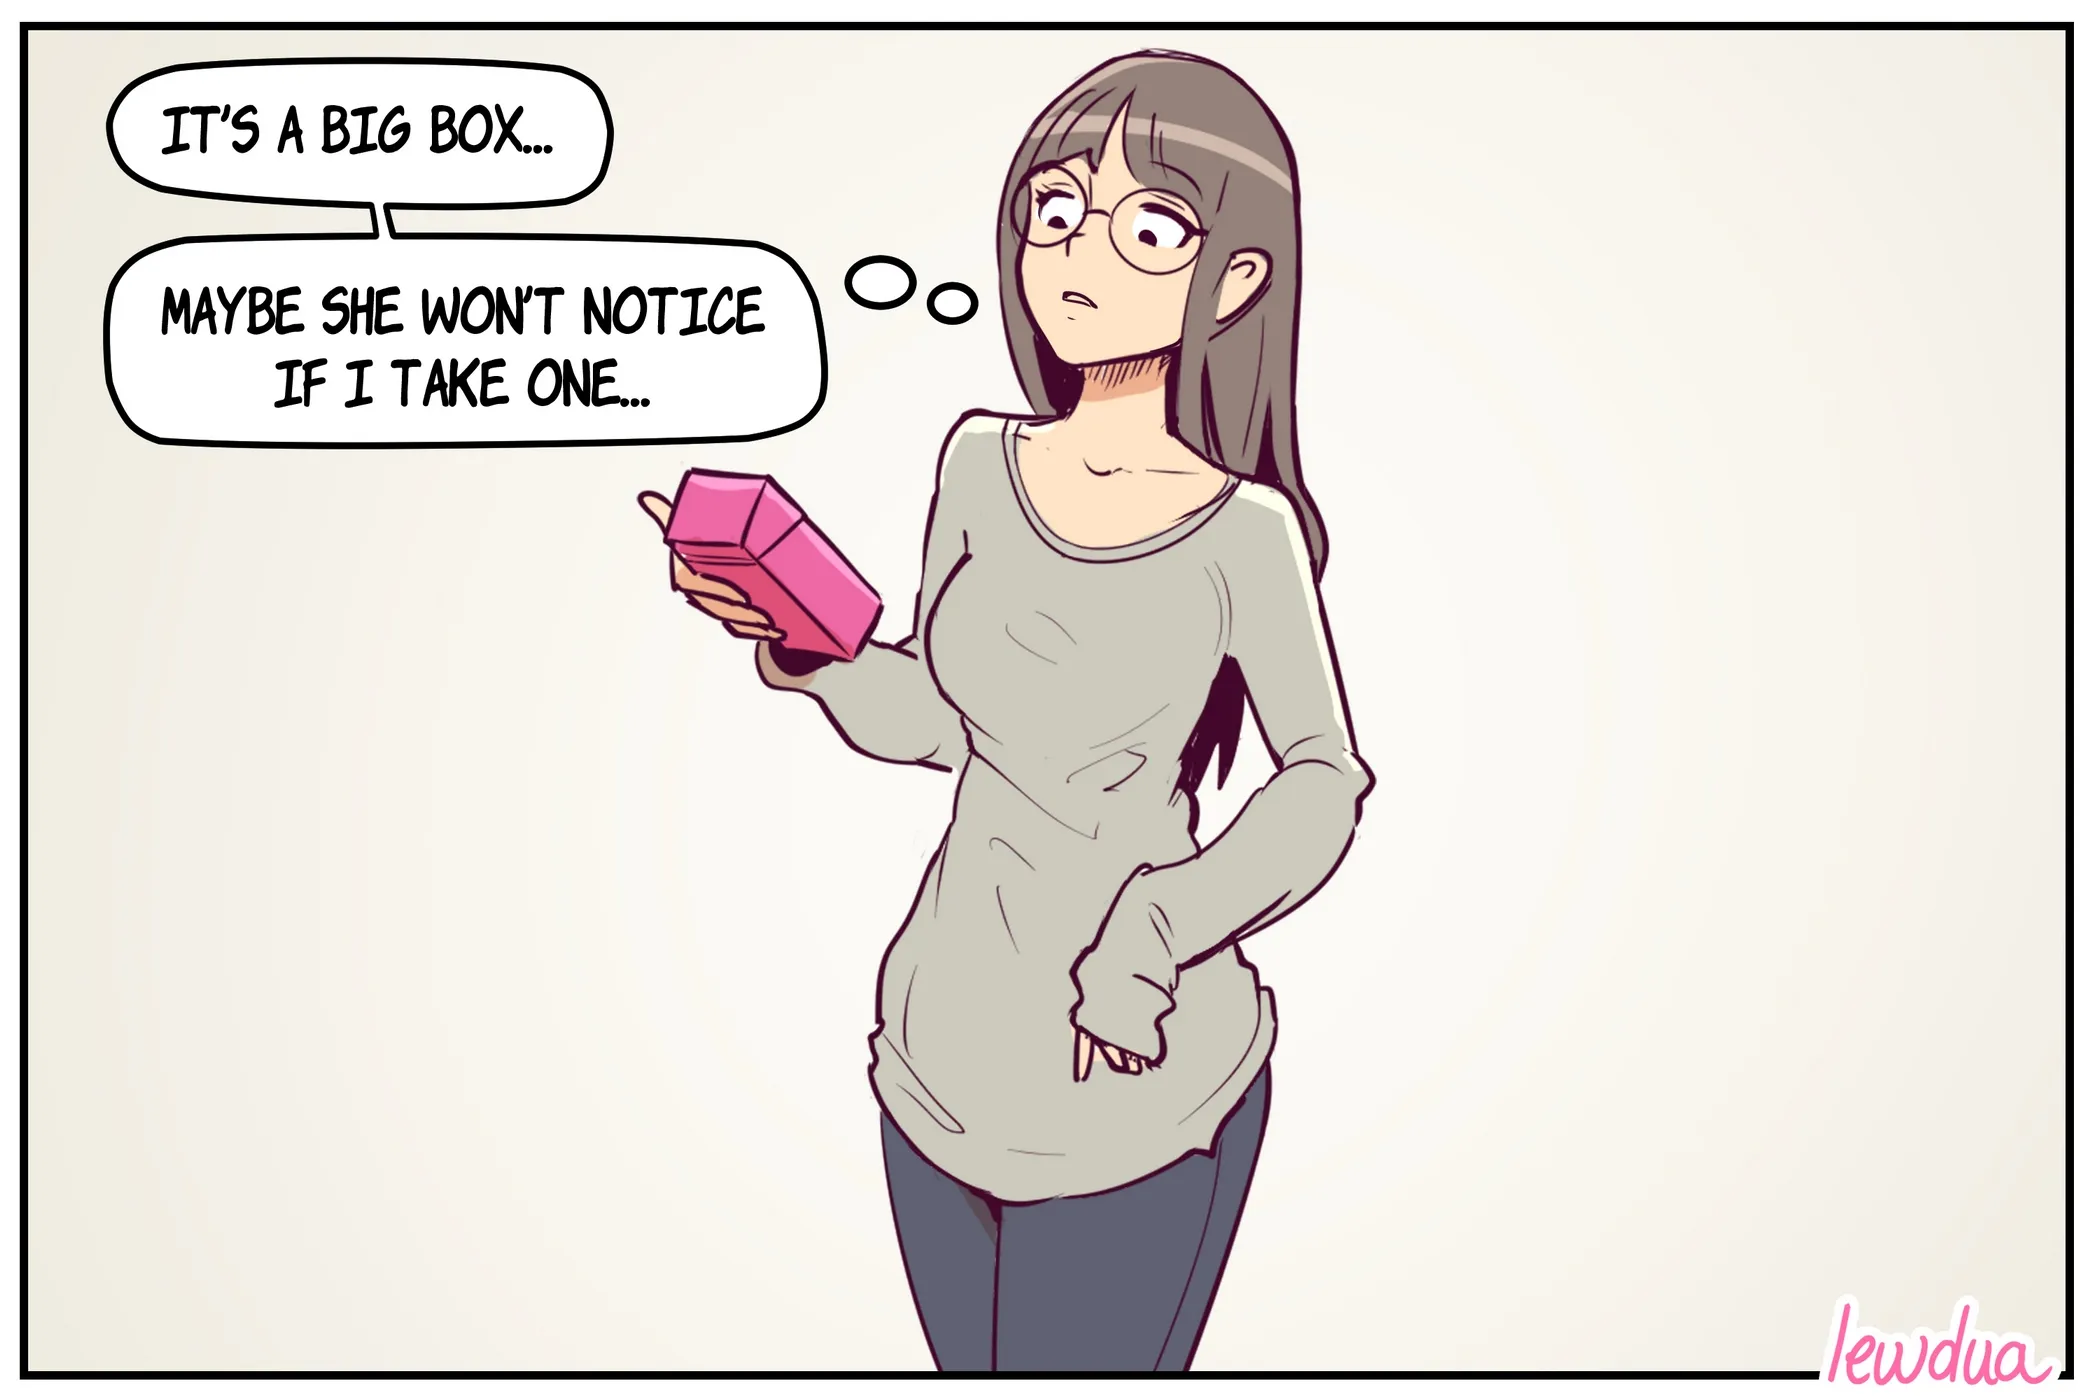 IT'S A BIG BOX...
MAYBE SHE WON'T NOTICE
IF I TAKE ONE...
lewdua